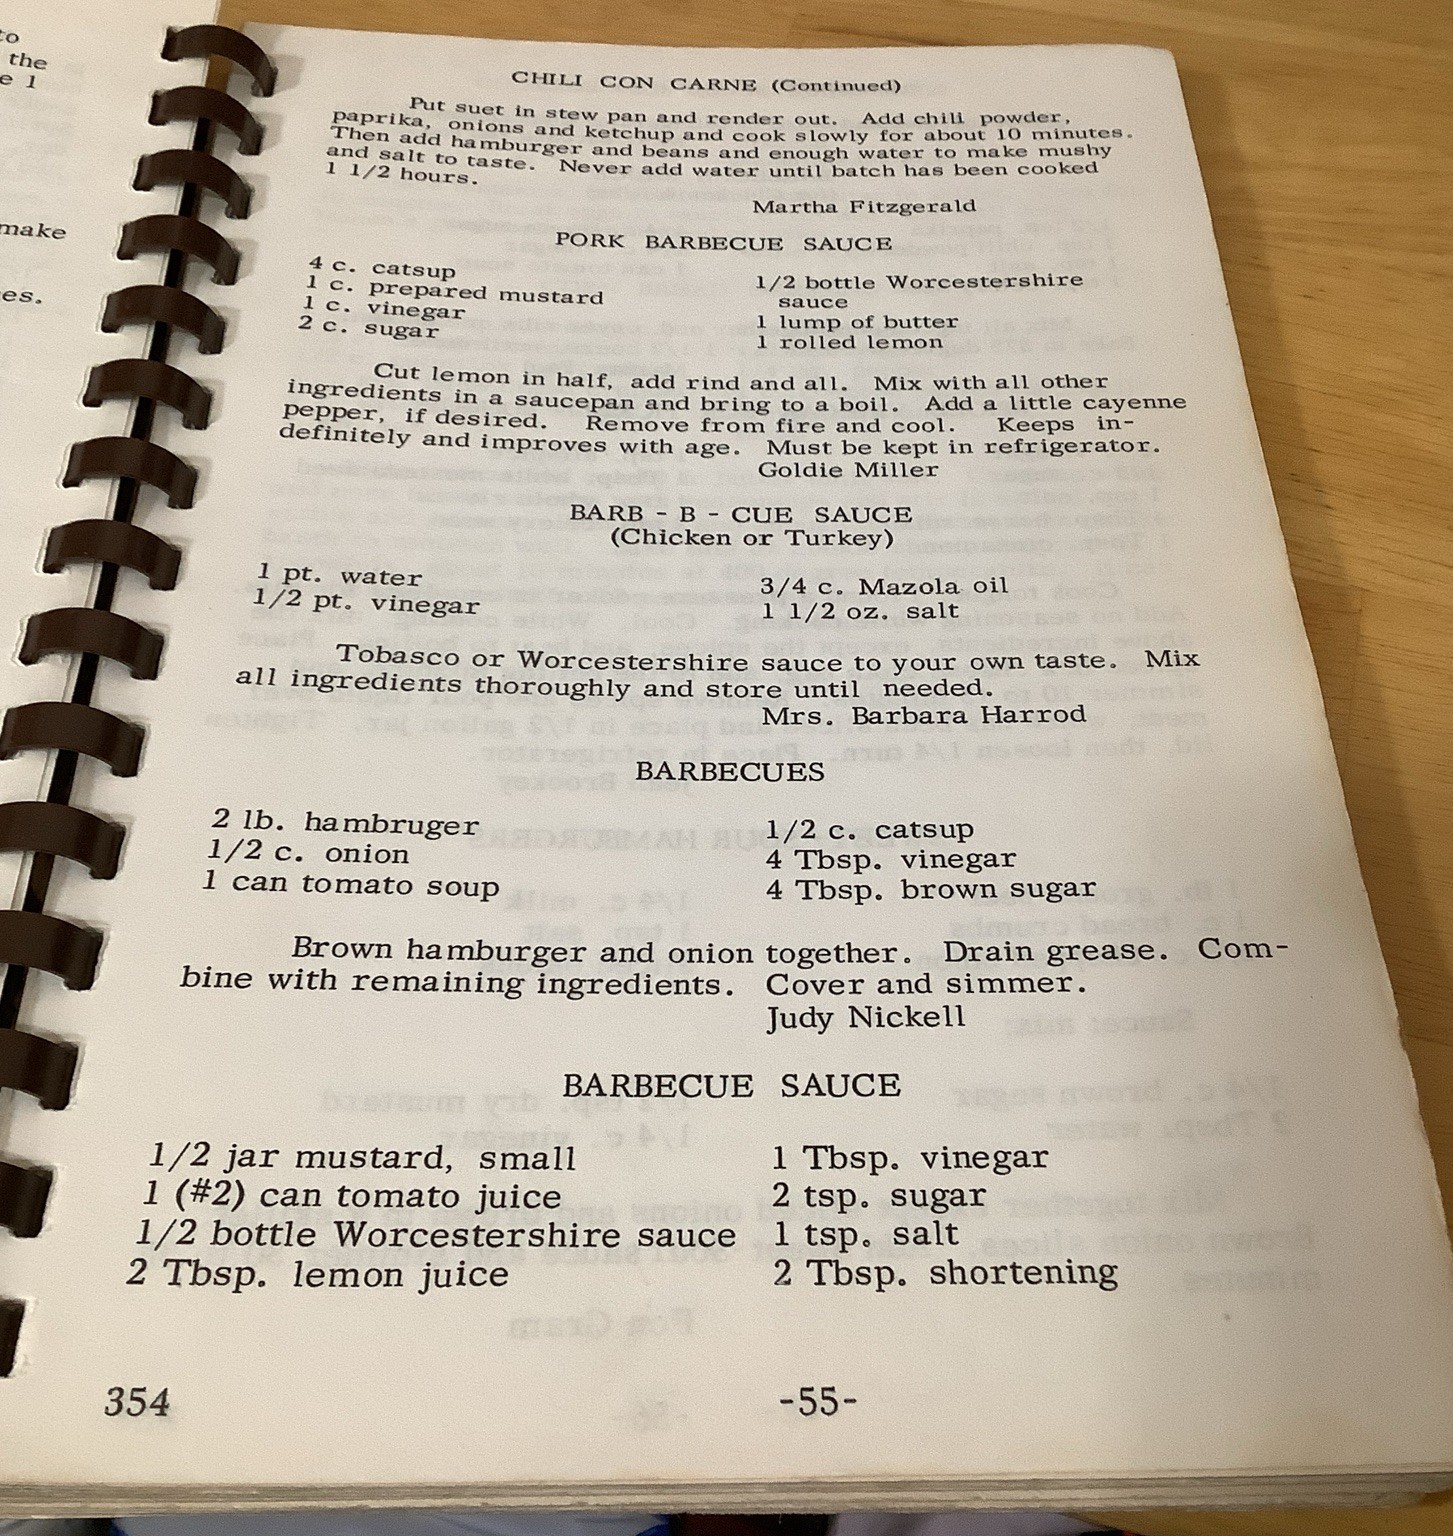 to
the
e 1
make
es.
CHILI CON CARNE (Continued)
Put suet in stew pan and render out. Add chili powder,
paprika, onions and ketchup and cook slowly for about 10 minutes.
Then add hamburger and beans and enough water to make mushy
and salt to taste. Never add water until batch has been cooked
1 1/2 hours.
Martha Fitzgerald
PORK BARBECUE SAUCE
4 c. catsup
1 c. prepared mustard
1 c. vinegar
2 c. sugar
1/2 bottle Worcestershire
sauce
1 lump of butter
1 rolled lemon
Cut lemon in half, add rind and all. Mix with all other
ingredients in a saucepan and bring to a boil. Add a little cayenne
pepper, if desired. Remove from fire and cool. Keeps in-
definitely and improves with age. Must be kept in refrigerator.
Goldie Miller
BARB - B - CUE SAUCE
(Chicken or Turkey)
1 pt. water
1/2 pt. vinegar
3/4 c. Mazola oil
1 1/2 oz. salt
Tobasco or Worcestershire sauce to your own taste. Mix
all ingredients thoroughly and store until needed.
Mrs. Barbara Harrod
BARBECUES
2 lb. hambruger
1/2 c. onion
1 can tomato soup
1/2 c. catsup
4 Tbsp. vinegar
4 Tbsp. brown sugar
Brown hamburger and onion together. Drain grease. Com-
bine with remaining ingredients. Cover and simmer.
Judy Nickell
BARBECUE SAUCE
1/2 jar mustard, small
1 (#2) can tomato juice
1/2 bottle Worcestershire sauce
2 Tbsp. lemon juice
1 Tbsp. vinegar
2 tsp. sugar
1 tsp. salt
2 Tbsp. shortening
354
-55-